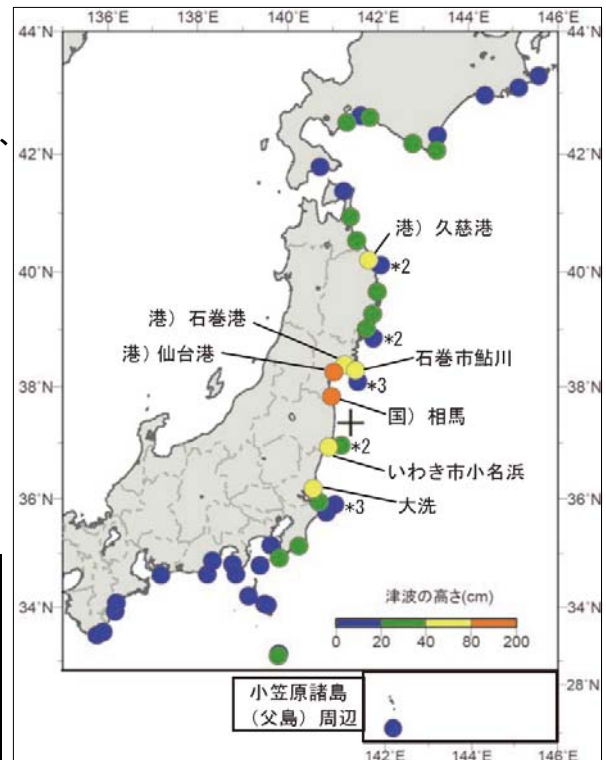 136°E 138°E 140°E 142°E 144°E 146°E
44°N 44°N
42°N 42°N
港）久慈港
40°N *2 40°N
港）石巻港
*2
港）仙台港
石巻市鮎川
38°N *3 38°N
国）相馬
*2
いわき市小名浜
36°N 36°N
*3 大洗
津波の高さ(cm)
34°N 34°N
0 20 40 80 200
28°N
小笠原諸島
（父島）周辺
142°E 144°E 146°E